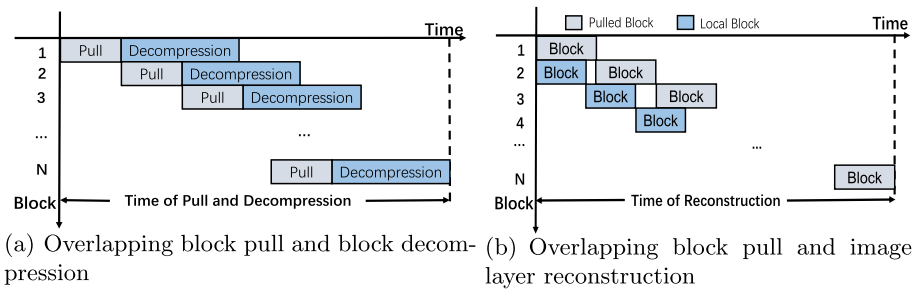 Time
1 Pull Decompression
2 Pull Decompression
3 Pull Decompression
... ...
N Pull Decompression
Block Time of Pull and Decompression
(a) Overlapping block pull and block decom-
pression
Pulled Block Local Block
Time
1 Block
2 Block Block
3 Block Block
4 Block
... ...
N Block
Block Time of Reconstruction
(b) Overlapping block pull and image
layer reconstruction